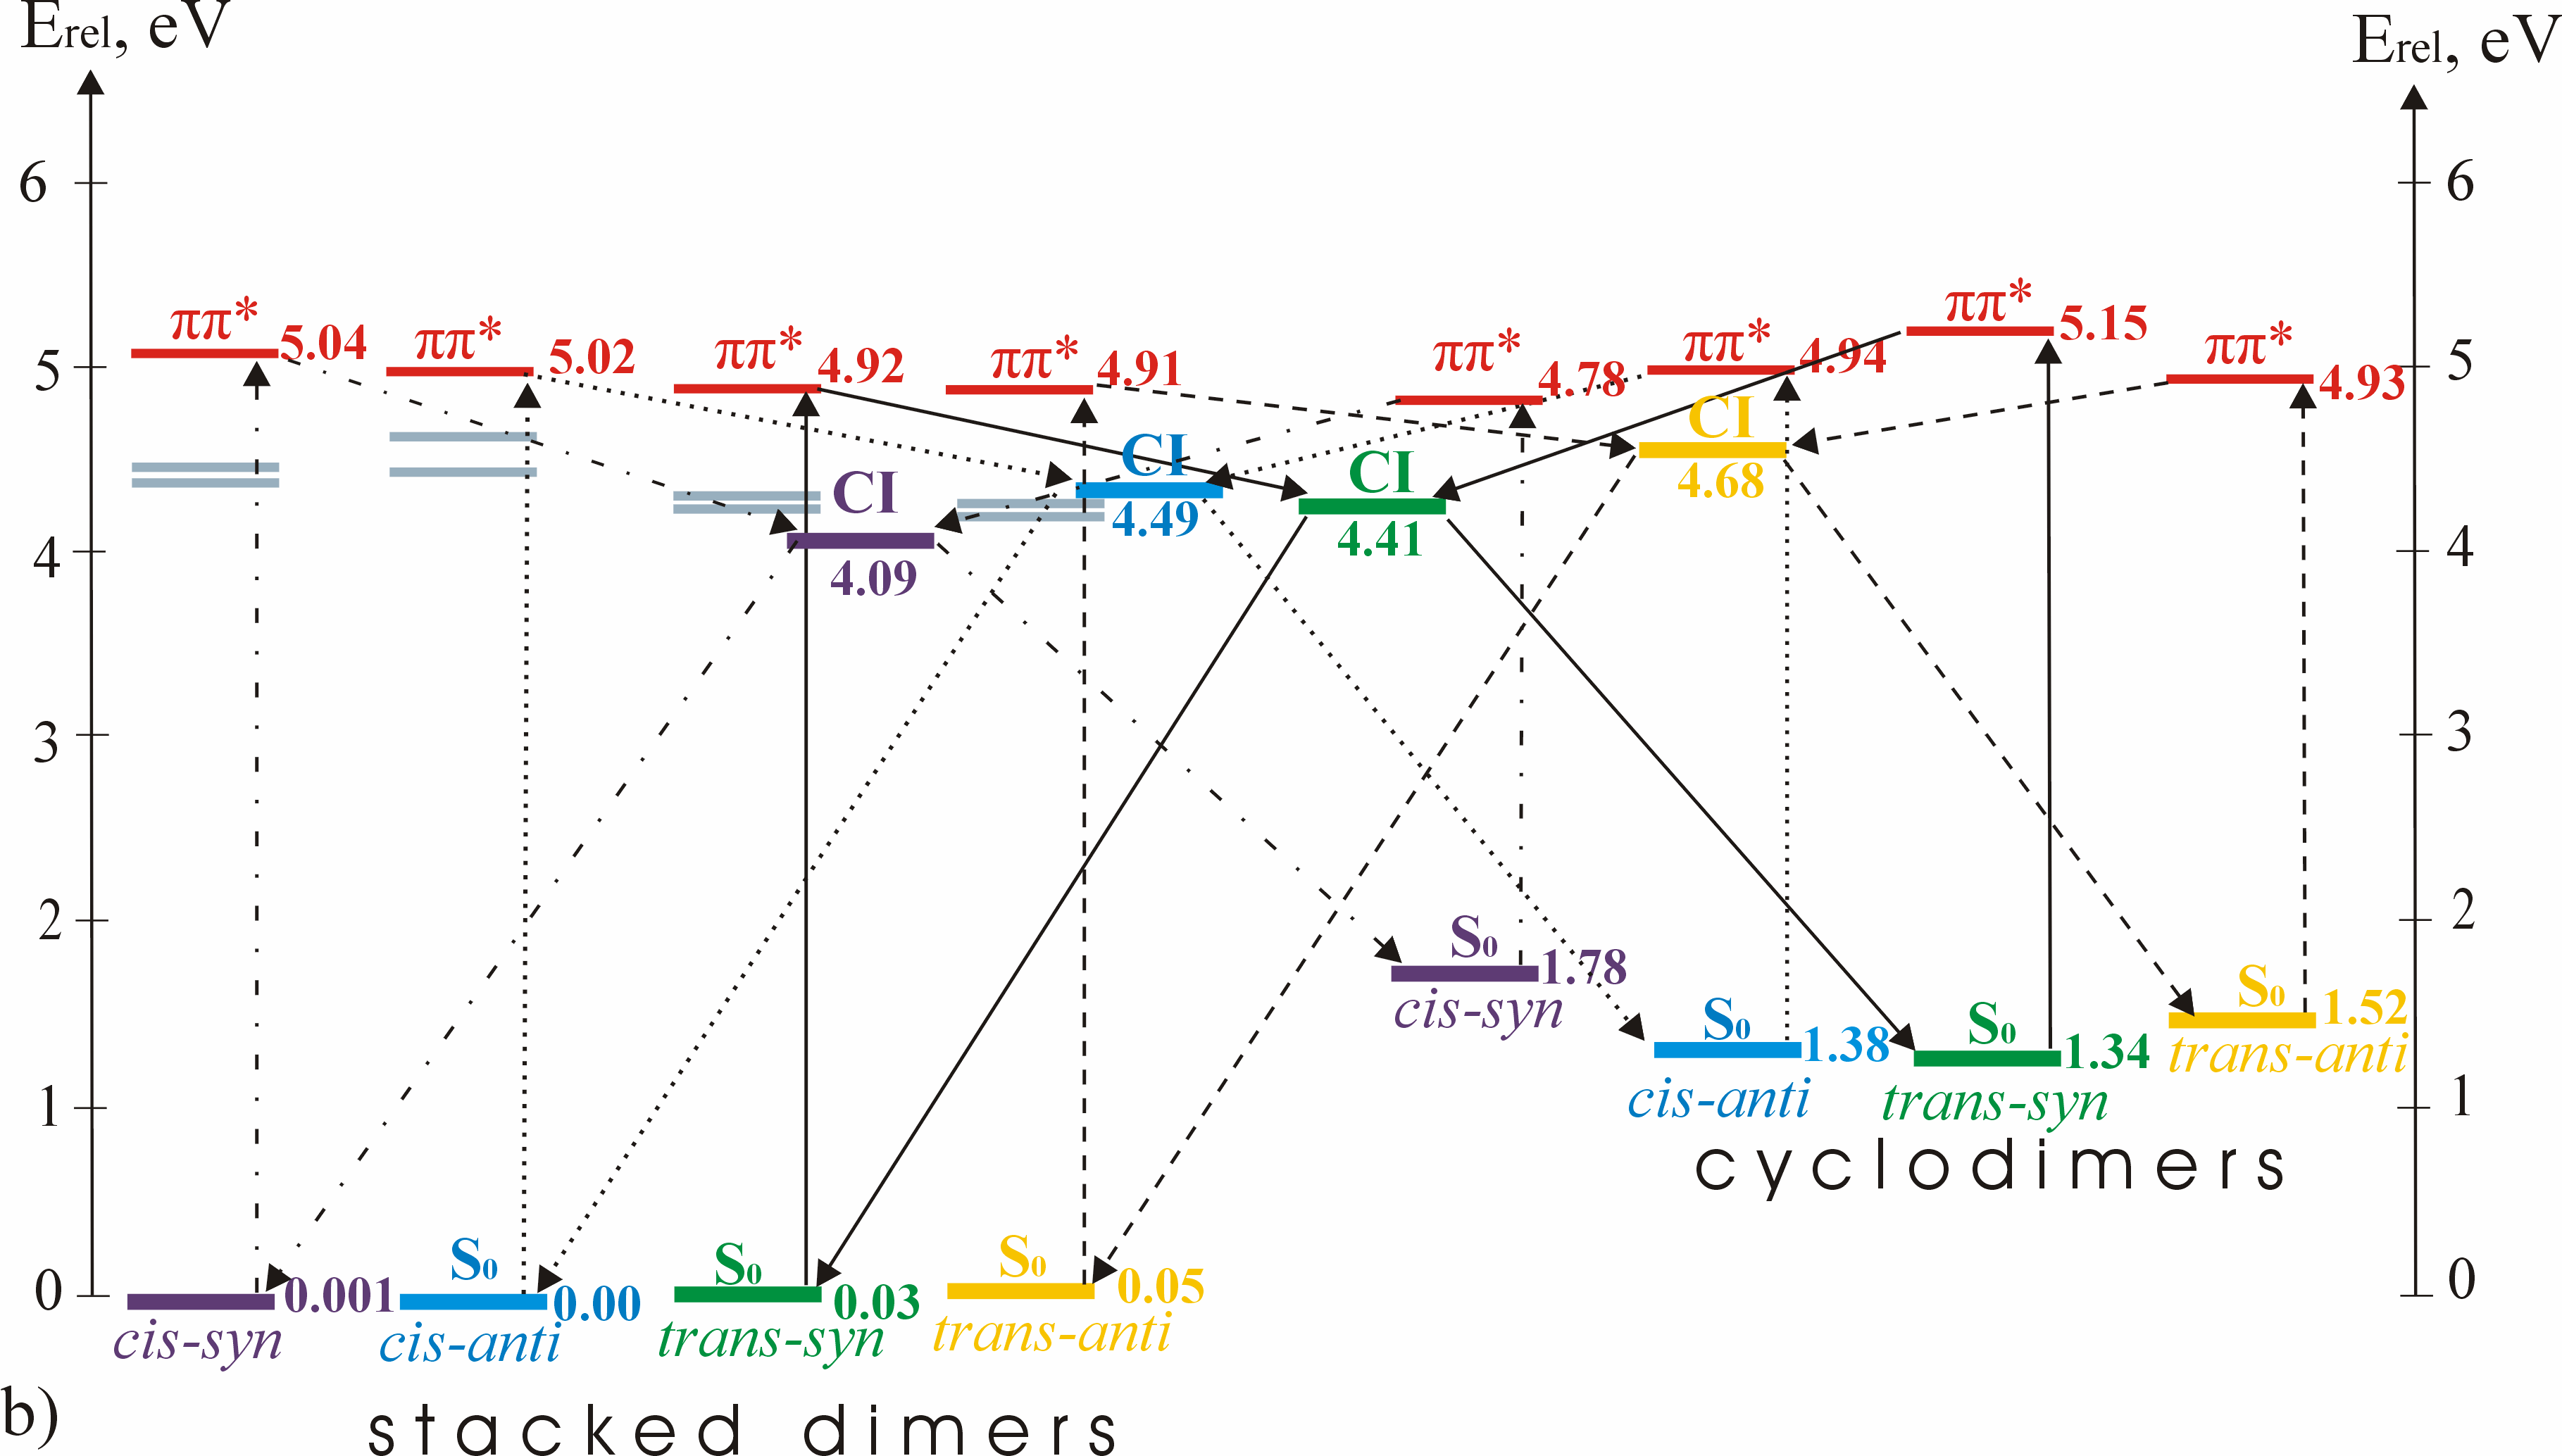 Erel, eV
Erel, eV
6
6
ππ* 5.04
ππ* 5.02
ππ* 4.92
ππ* 4.91
ππ* 4.78
ππ* 4.94
ππ* 5.15
ππ* 4.93
5
5
CI
4.09
CI
4.49
CI
4.41
CI
4.68
4
4
3
3
2
2
S0 1.78
cis-syn
S0 1.38
cis-anti
S0 1.34
trans-syn
S0 1.52
trans-anti
1
1
cyclodimers
0
0
0.001
cis-syn
S0 0.00
cis-anti
S0 0.03
trans-syn
S0 0.05
trans-anti
b)
stacked dimers